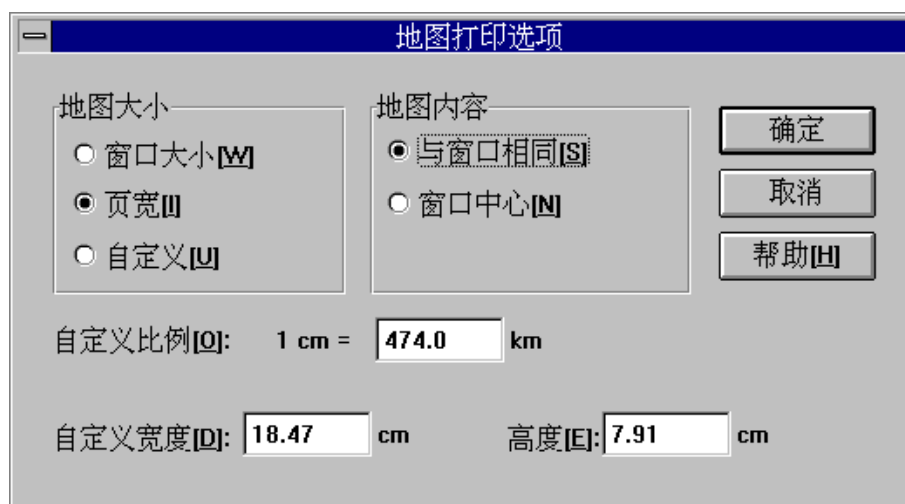 地图打印选项
地图大小
窗口大小[W]
页宽[I]
自定义[U]
地图内容
与窗口相同[S]
窗口中心[N]
确定
取消
帮助[H]
自定义比例[O]: 1 cm = 474.0 km
自定义宽度[D]: 18.47 cm 高度[E]: 7.91 cm